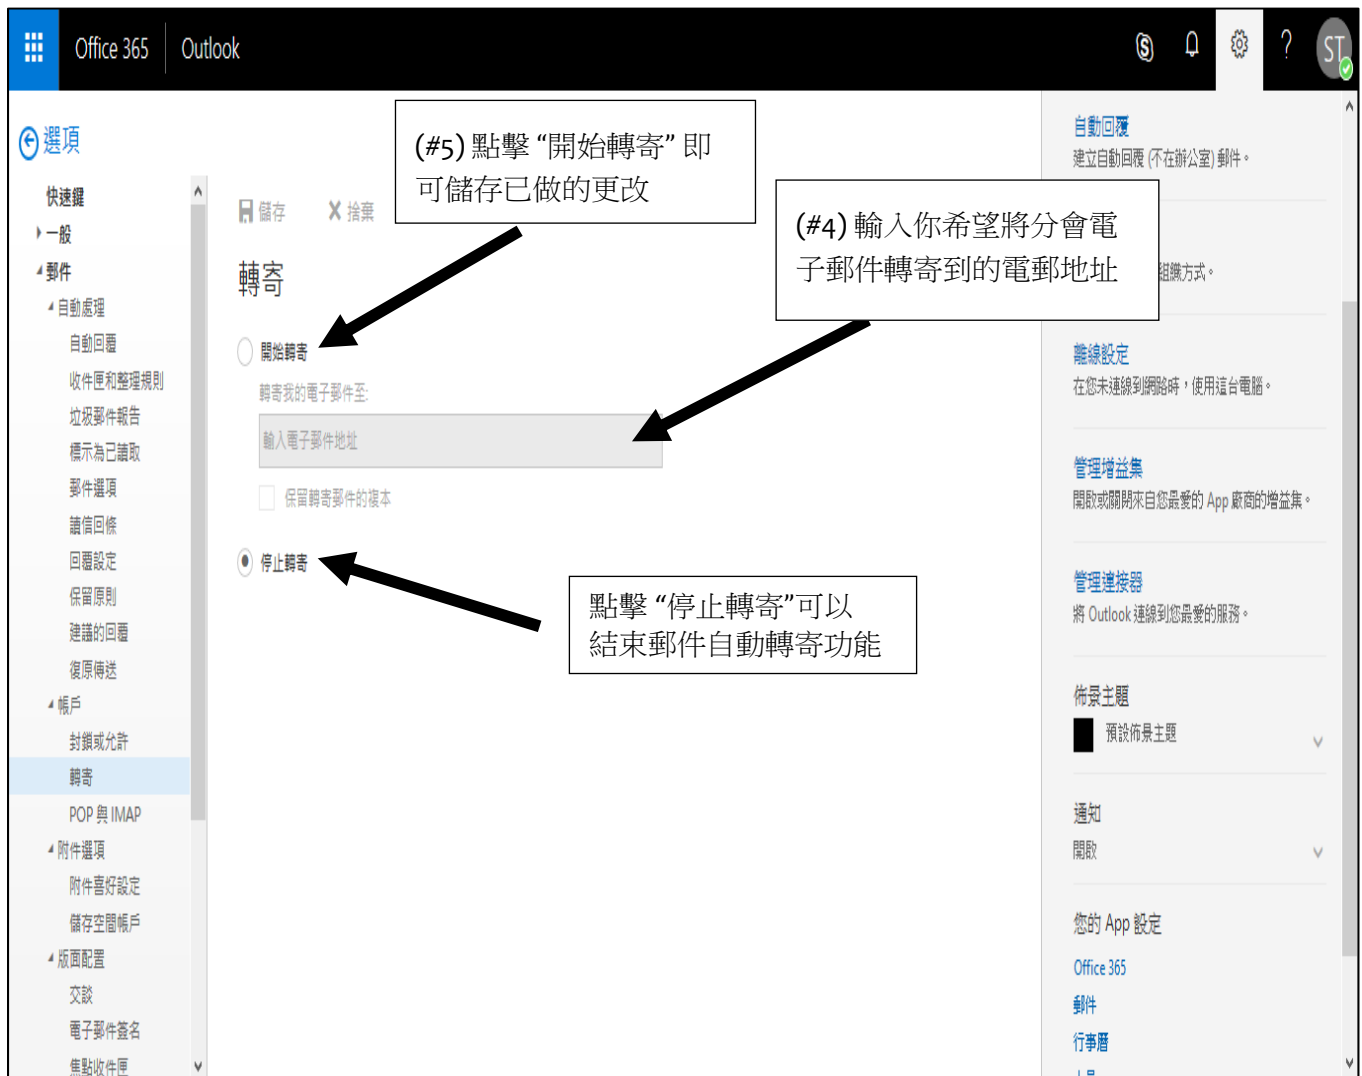 Office 365
Outlook
ST
選項
快速鍵
一般
郵件
自動處理
自動回覆
收件匣和整理規則
垃圾郵件報告
標示為已讀取
郵件選項
讀信回條
回覆設定
保留原則
建議的回覆
復原傳送
帳戶
封鎖或允許
轉寄
POP 與 IMAP
附件選項
附件喜好設定
儲存空間帳戶
版面配置
交談
電子郵件簽名
焦點收件匣
儲存
捨棄
轉寄
開始轉寄
轉寄我的電子郵件至:
輸入電子郵件地址
保留轉寄郵件的複本
停止轉寄
(#5) 點擊 “開始轉寄” 即
可儲存已做的更改
(#4) 輸入你希望將分會電
子郵件轉寄到的電郵地址
點擊 “停止轉寄”可以
結束郵件自動轉寄功能
自動回覆
建立自動回覆 (不在辦公室) 郵件。
組織方式。
離線設定
在您未連線到網路時，使用這台電腦。
管理增益集
開啟或關閉來自您最愛的 App 廠商的增益集。
管理連接器
將 Outlook 連線到您最愛的服務。
佈景主題
預設佈景主題
通知
開啟
您的 App 設定
Office 365
郵件
行事曆